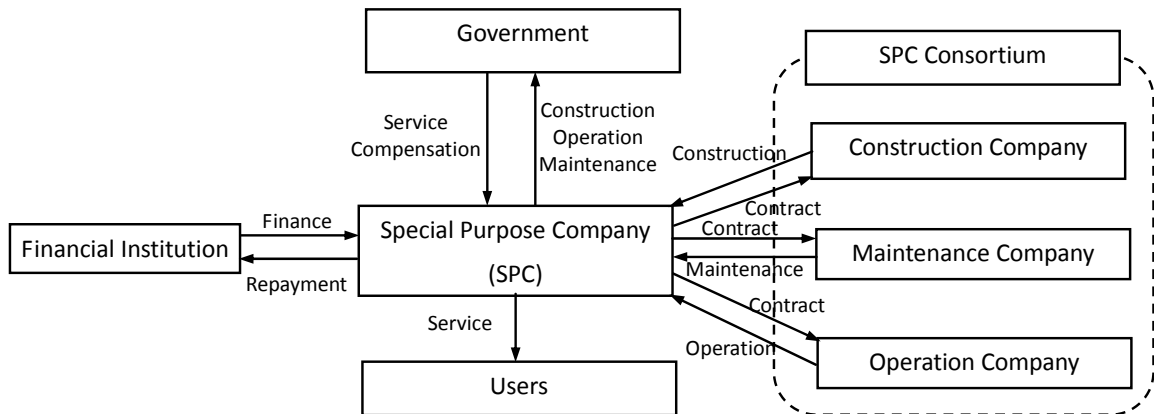 Government
SPC Consortium
Service
Compensation
Construction
Operation
Maintenance
Construction
Construction Company
Contract
Finance
Special Purpose Company
(SPC)
Contract
Financial Institution
Maintenance Company
Maintenance
Repayment
Contract
Service
Operation
Operation Company
Users